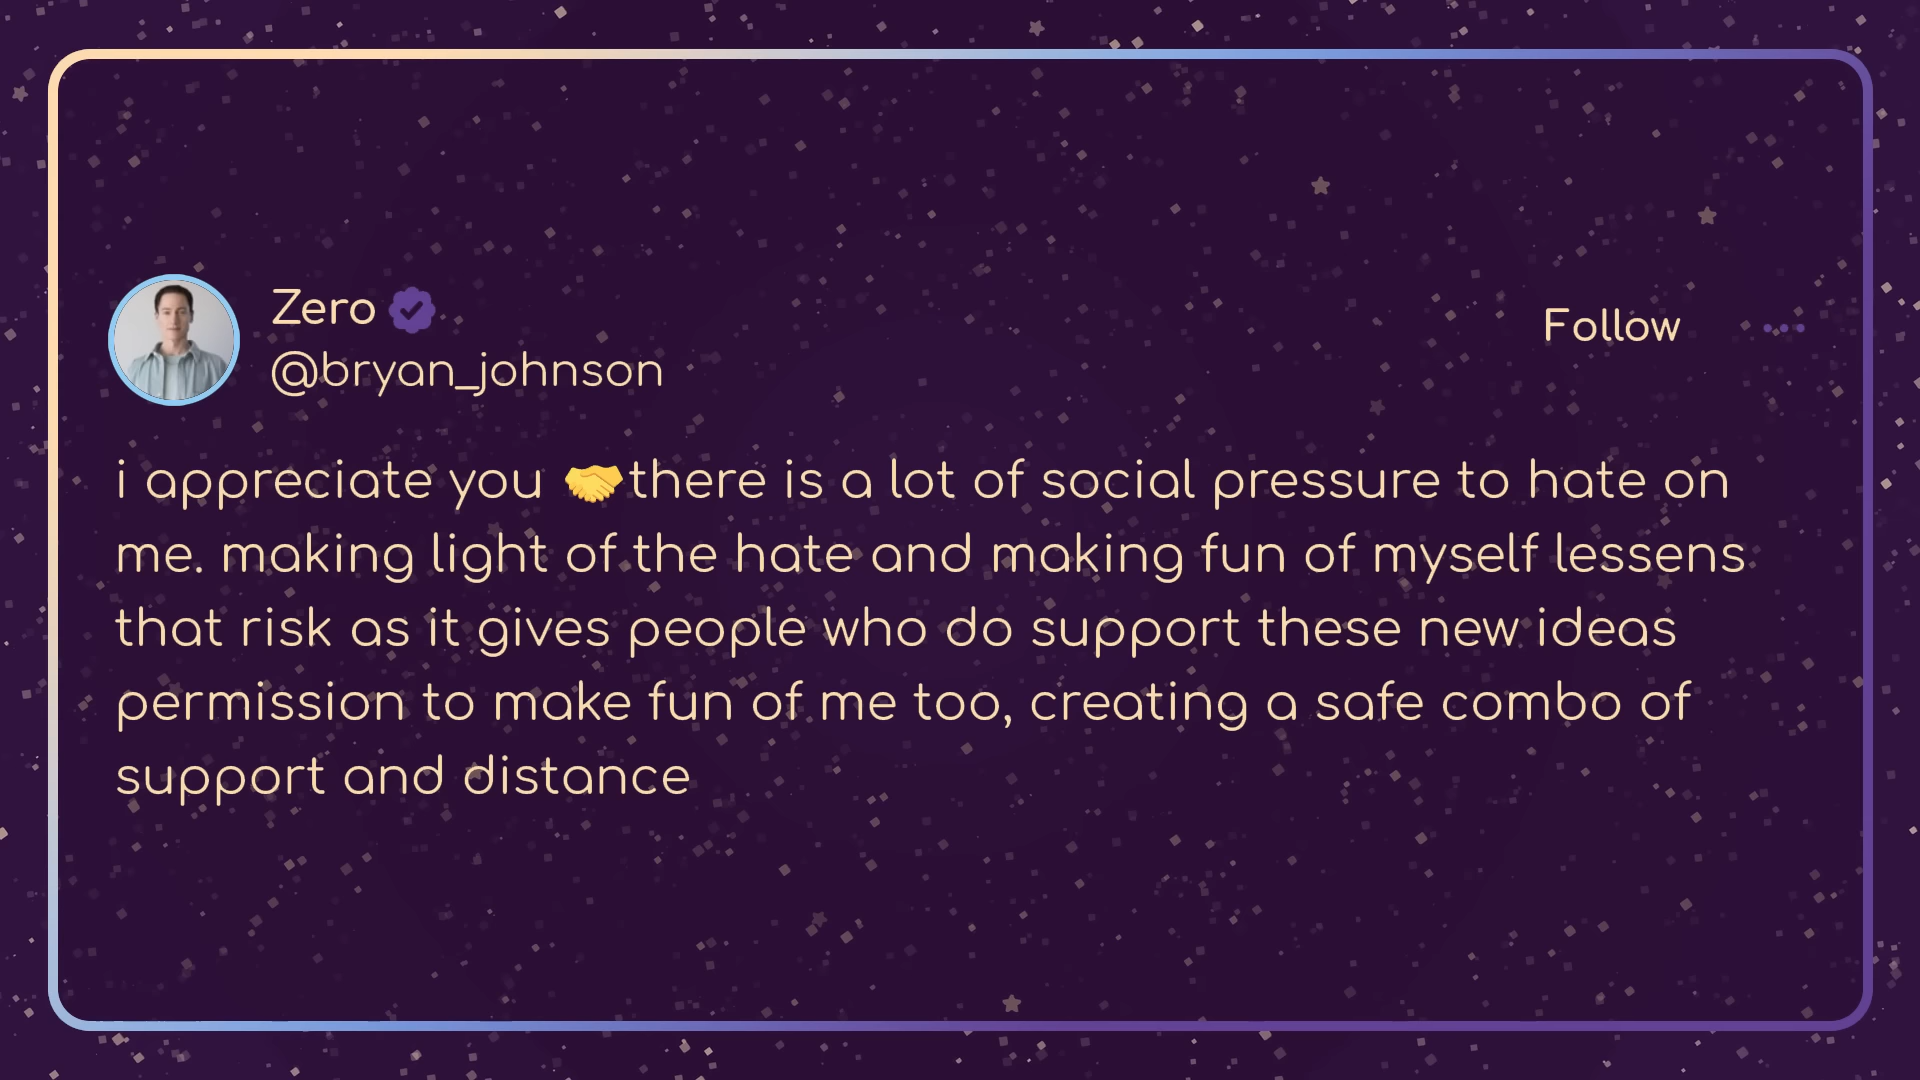 Zero
@bryan_johnson
Follow
i appreciate you 🤝there is a lot of social pressure to hate on
me. making light of the hate and making fun of myself lessens
that risk as it gives people who do support these new ideas
permission to make fun of me too, creating a safe combo of
support and distance